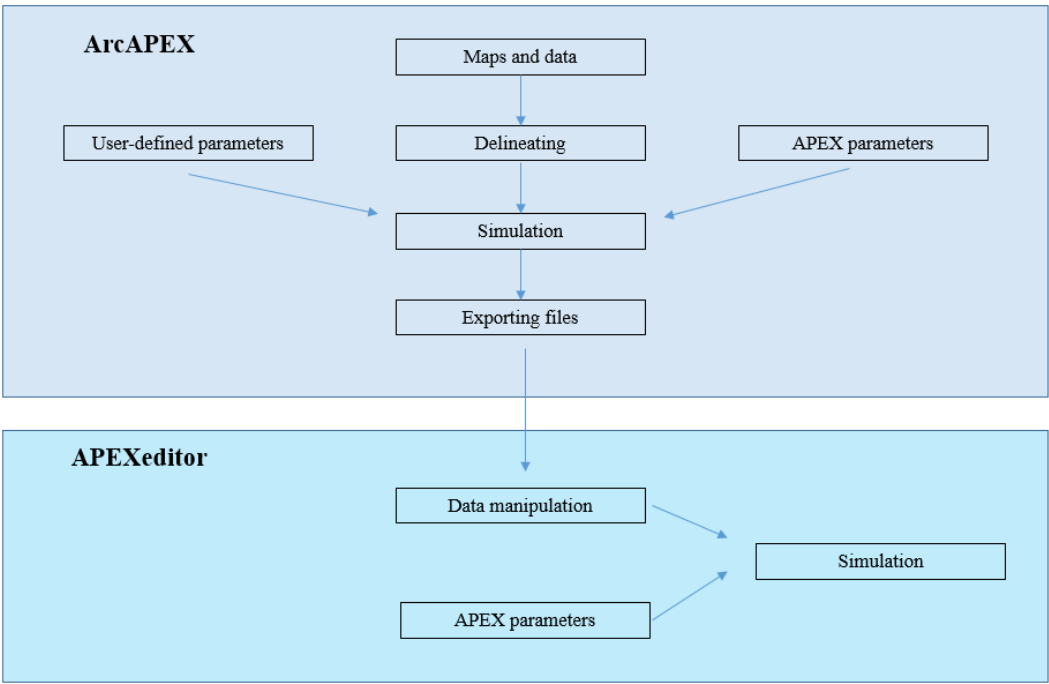 ArcAPEX
Maps and data
User-defined parameters
Delineating
APEX parameters
Simulation
Exporting files
APEXeditor
Data manipulation
Simulation
APEX parameters